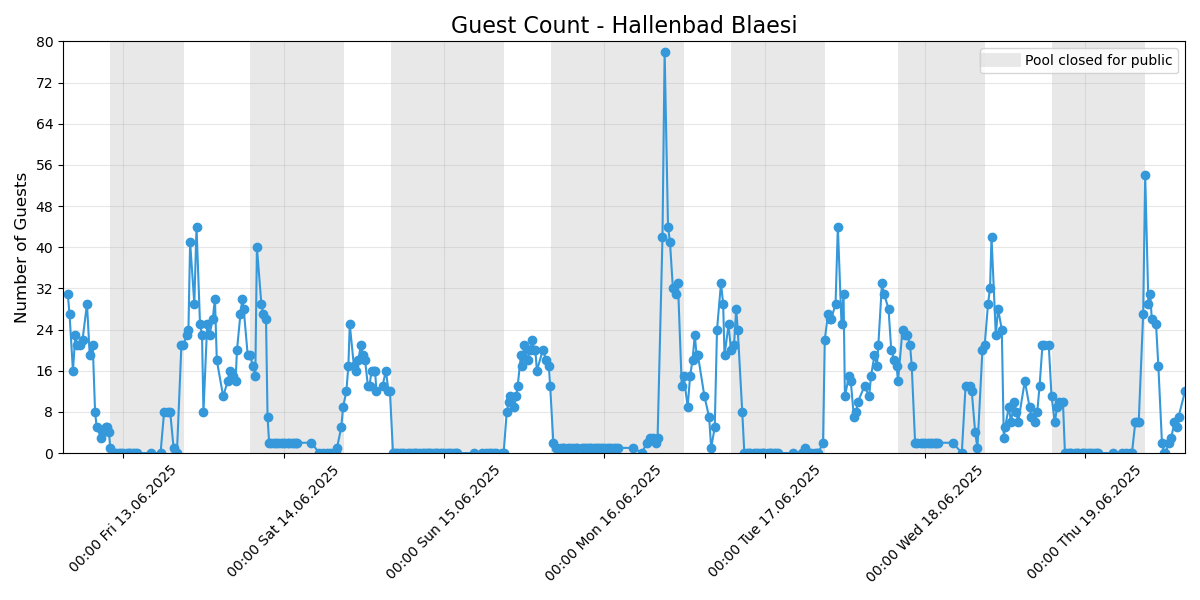 Guest Count - Hallenbad Blaesi
Pool closed for public
Number of Guests
80
72
64
56
48
40
32
24
16
8
0
00:00 Fri 13.06.2025
00:00 Sat 14.06.2025
00:00 Sun 15.06.2025
00:00 Mon 16.06.2025
00:00 Tue 17.06.2025
00:00 Wed 18.06.2025
00:00 Thu 19.06.2025